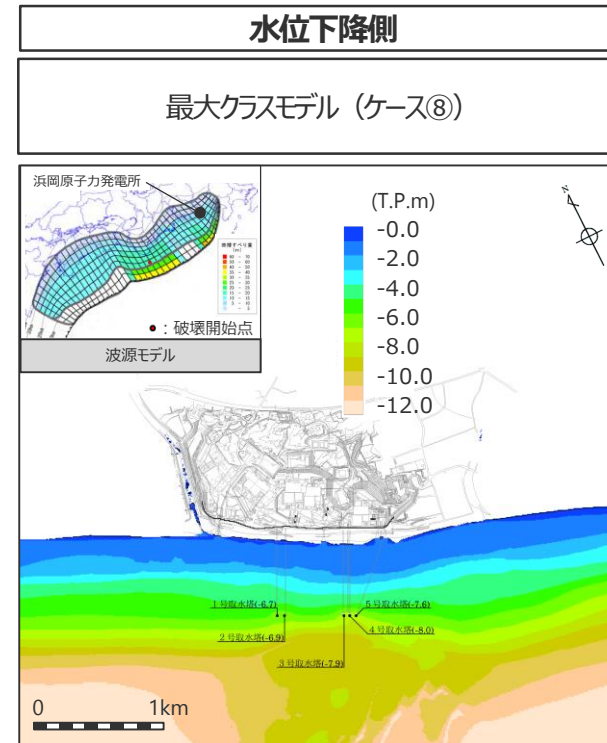 水位下降側
最大クラスモデル（ケース⑧）
浜岡原子力発電所
●：破壊開始点
波源モデル
N
(T.P.m)
-0.0
-2.0
-4.0
-6.0
-8.0
-10.0
-12.0
1号取水塔(-6.7)
5号取水塔(-7.6)
2号取水塔(-6.9)
4号取水塔(-8.0)
3号取水塔(-7.9)
0 1km